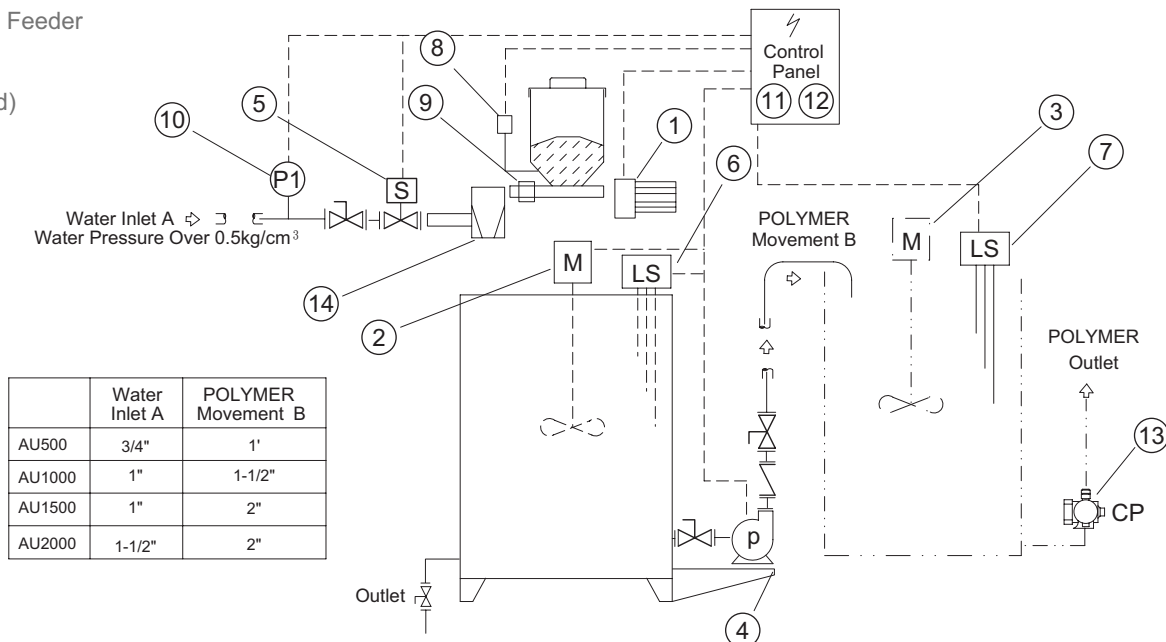 Feeder
d)
8
Control
Panel
11 12
5
9
1
3
10
6
7
P1
S
Water Inlet A
Water Pressure Over 0.5kg/cm³
POLYMER
Movement B
M
LS
M
LS
14
2
POLYMER
Outlet
Water
Inlet A
POLYMER
Movement B
AU500 3/4" 1'
AU1000 1" 1-1/2"
AU1500 1" 2"
AU2000 1-1/2" 2"
13
CP
p
Outlet
4